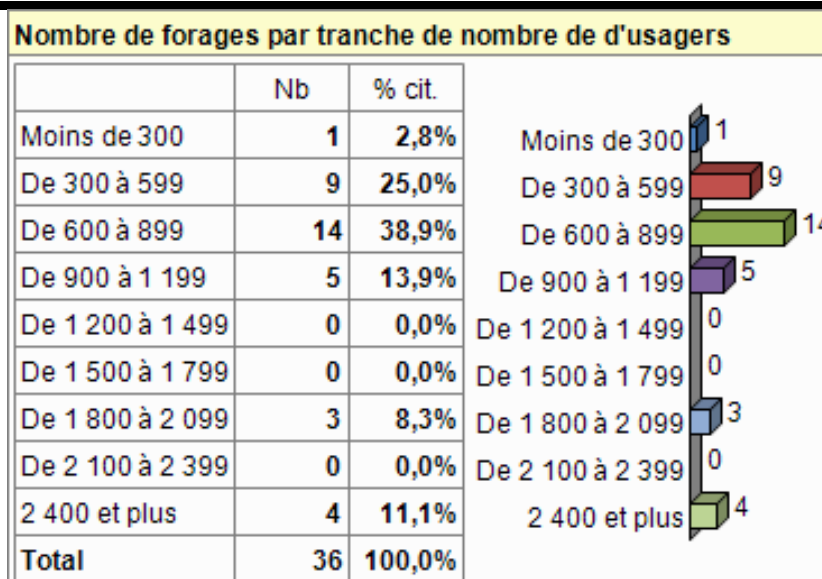 Nombre de forages par tranche de nombre de d'usagers
Nb % cit.
Moins de 300 1 2,8%
De 300 à 599 9 25,0%
De 600 à 899 14 38,9%
De 900 à 1 199 5 13,9%
De 1 200 à 1 499 0 0,0%
De 1 500 à 1 799 0 0,0%
De 1 800 à 2 099 3 8,3%
De 2 100 à 2 399 0 0,0%
2 400 et plus 4 11,1%
Total 36 100,0%
Moins de 300 1
De 300 à 599 9
De 600 à 899 14
De 900 à 1 199 5
De 1 200 à 1 499 0
De 1 500 à 1 799 0
De 1 800 à 2 099 3
De 2 100 à 2 399 0
2 400 et plus 4